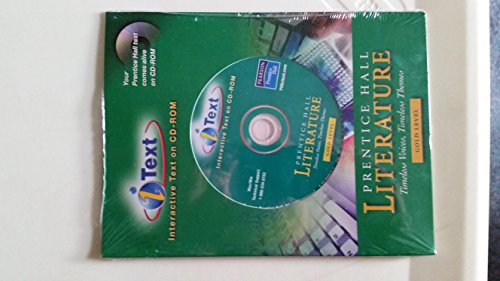 Your
Prentice Hall text
comes alive
on CD-ROM
iText
Interactive Text on CD-ROM
iText
Interactive Text on CD-ROM
PEARSON
Prentice
Hall
PHSchool.com
PRENTICE HALL
LITERATURE
Timeless Voices, Timeless Themes
GOLD LEVEL
PRENTICE HALL
LITERATURE
Timeless Voices, Timeless Themes
GOLD LEVEL